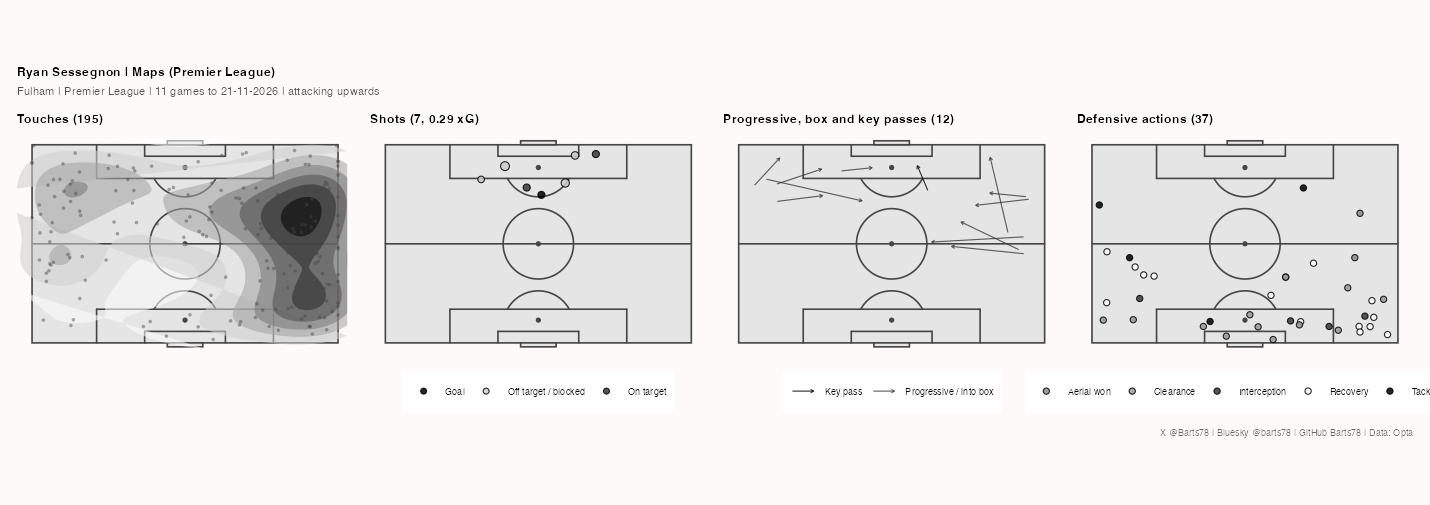 Ryan Sessegnon | Maps (Premier League)
Fulham | Premier League | 11 games to 21-11-2026 | attacking upwards
Touches (195)
Shots (7, 0.29 xG)
Progressive, box and key passes (12)
Defensive actions (37)
Goal Off target / blocked On target
Key pass Progressive / into box
Aerial won Clearance Interception Recovery Tack
X @Barts78 | Bluesky @barts78 | GitHub Barts78 | Data: Opta